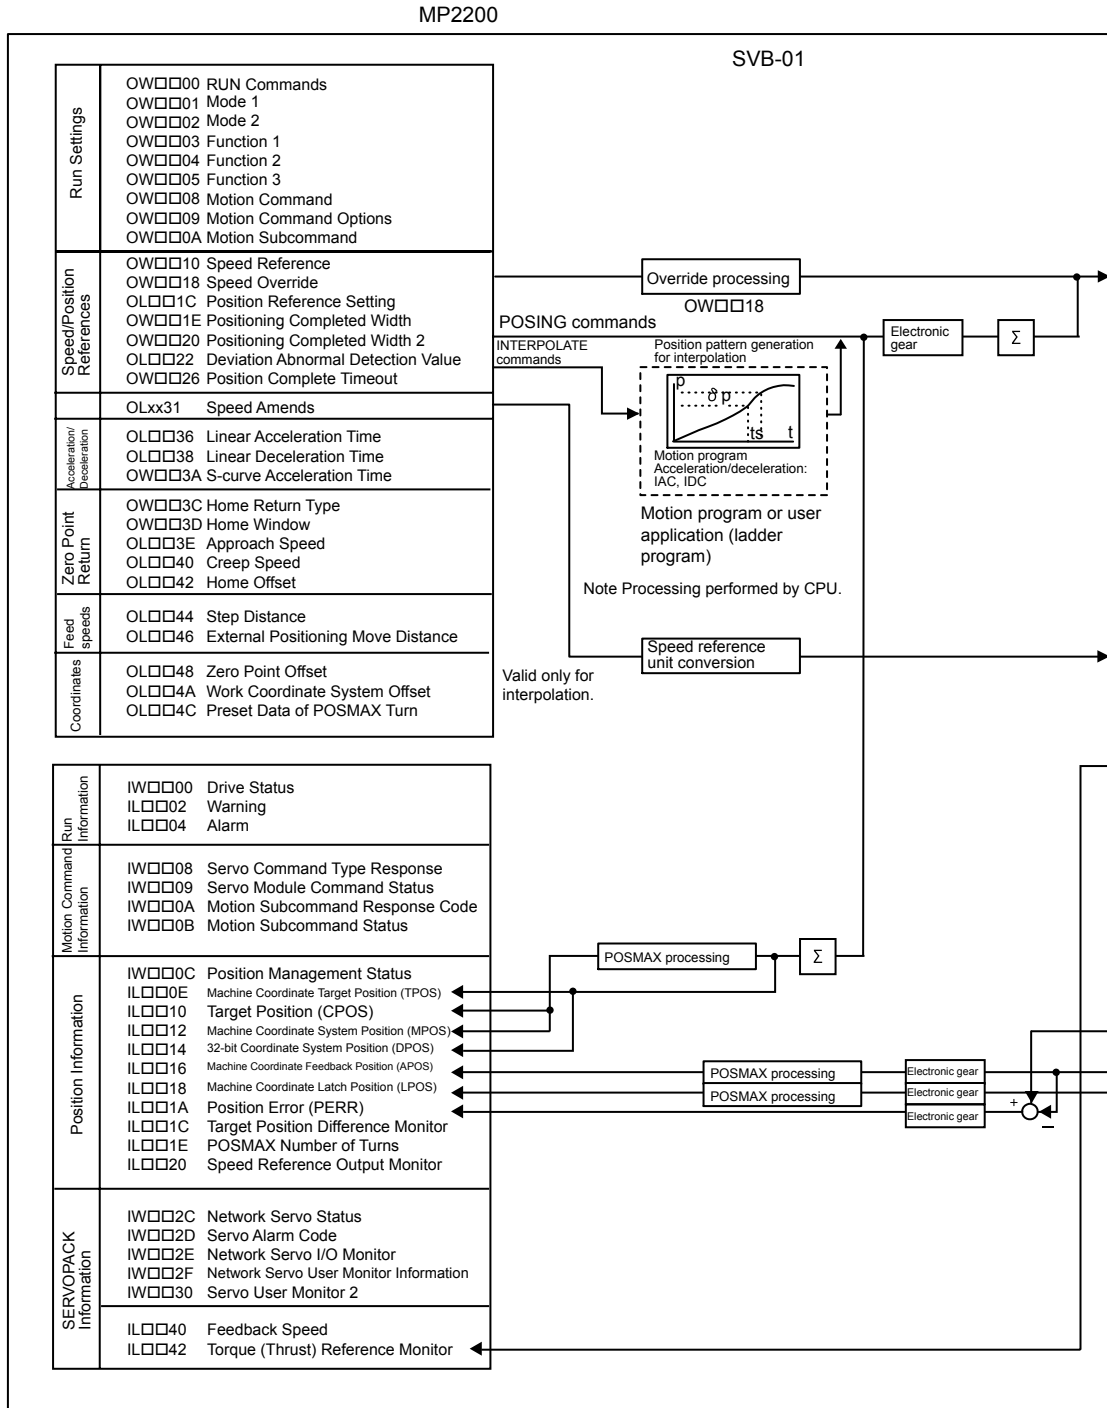 MP2200
SVB-01
Run Settings
OW□□00 RUN Commands
OW□□01 Mode 1
OW□□02 Mode 2
OW□□03 Function 1
OW□□04 Function 2
OW□□05 Function 3
OW□□08 Motion Command
OW□□09 Motion Command Options
OW□□0A Motion Subcommand
Speed/Position
References
OW□□10 Speed Reference
OW□□18 Speed Override
OL□□1C Position Reference Setting
OW□□1E Positioning Completed Width
OW□□20 Positioning Completed Width 2
OL□□22 Deviation Abnormal Detection Value
OW□□26 Position Complete Timeout
OLxx31 Speed Amends
Acceleration/
Deceleration
OL□□36 Linear Acceleration Time
OL□□38 Linear Deceleration Time
OW□□3A S-curve Acceleration Time
Zero Point
Return
OW□□3C Home Return Type
OW□□3D Home Window
OL□□3E Approach Speed
OL□□40 Creep Speed
OL□□42 Home Offset
Feed
speeds
OL□□44 Step Distance
OL□□46 External Positioning Move Distance
Coordinates
OL□□48 Zero Point Offset
OL□□4A Work Coordinate System Offset
OL□□4C Preset Data of POSMAX Turn
Override processing
OW□□18
POSING commands
INTERPOLATE
commands
Position pattern generation
for interpolation
p
ϑ p
ts
t
Motion program
Acceleration/deceleration:
IAC, IDC
Motion program or user
application (ladder
program)
Note Processing performed by CPU.
Electronic
gear
Σ
Speed reference
unit conversion
Valid only for
interpolation.
Run
Information
IW□□00 Drive Status
IL□□02 Warning
IL□□04 Alarm
Motion Command
Information
IW□□08 Servo Command Type Response
IW□□09 Servo Module Command Status
IW□□0A Motion Subcommand Response Code
IW□□0B Motion Subcommand Status
Position Information
IW□□0C Position Management Status
IL□□0E Machine Coordinate Target Position (TPOS)
IL□□10 Target Position (CPOS)
IL□□12 Machine Coordinate System Position (MPOS)
IL□□14 32-bit Coordinate System Position (DPOS)
IL□□16 Machine Coordinate Feedback Position (APOS)
IL□□18 Machine Coordinate Latch Position (LPOS)
IL□□1A Position Error (PERR)
IL□□1C Target Position Difference Monitor
IL□□1E POSMAX Number of Turns
IL□□20 Speed Reference Output Monitor
POSMAX processing
Σ
POSMAX processing
Electronic gear
POSMAX processing
Electronic gear
Electronic gear
+
−
SERVOPACK
Information
IW□□2C Network Servo Status
IW□□2D Servo Alarm Code
IW□□2E Network Servo I/O Monitor
IW□□2F Network Servo User Monitor Information
IW□□30 Servo User Monitor 2
IL□□40 Feedback Speed
IL□□42 Torque (Thrust) Reference Monitor